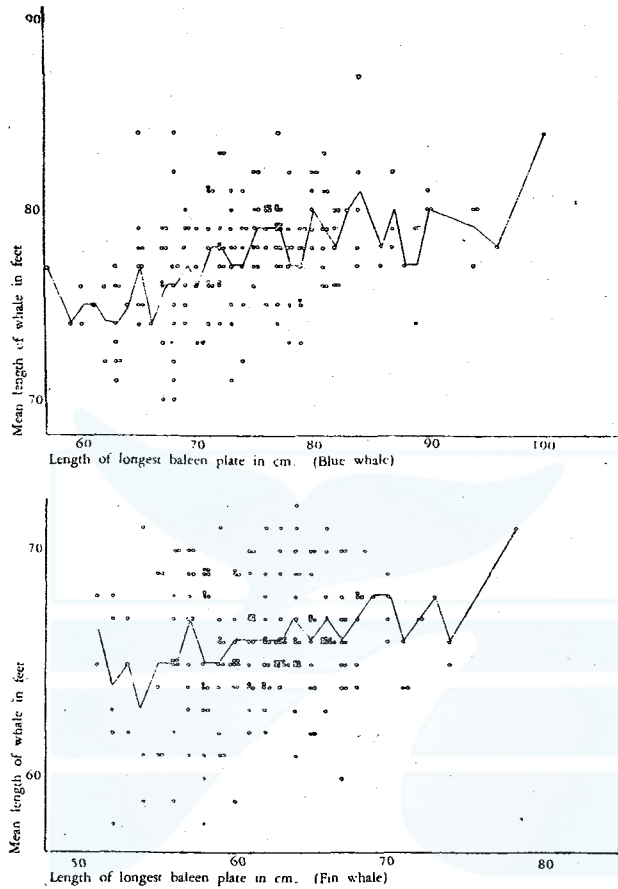 90
80
70
Mean length of whale in feet
60 70 80 90 100
Length of longest baleen plate in cm. (Blue whale)
70
60
Mean length of whale in feet
50 60 70 80
Length of longest baleen plate in cm. (Fin whale)